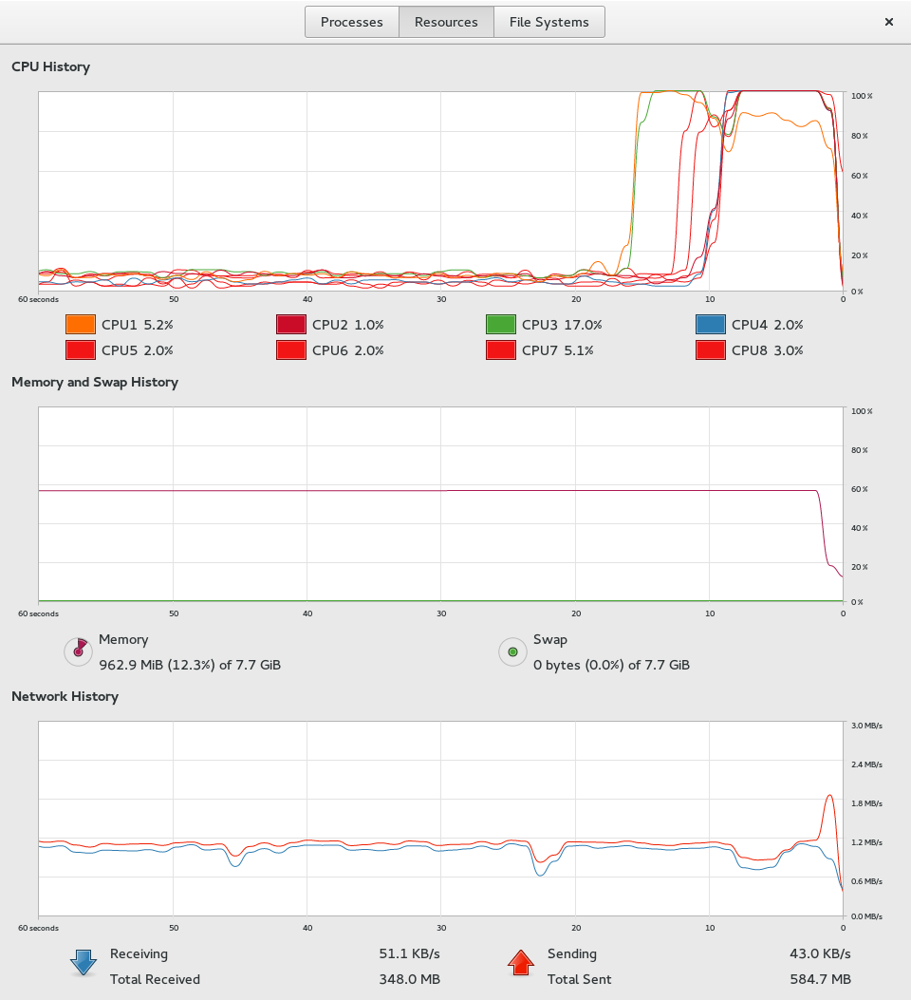 Processes Resources File Systems ×
CPU History
100 %
80 %
60 %
40 %
20 %
0 %
60 seconds 50 40 30 20 10 0
CPU1 5.2% CPU2 1.0% CPU3 17.0% CPU4 2.0%
CPU5 2.0% CPU6 2.0% CPU7 5.1% CPU8 3.0%
Memory and Swap History
100 %
80 %
60 %
40 %
20 %
0 %
60 seconds 50 40 30 20 10 0
Memory Swap
962.9 MiB (12.3%) of 7.7 GiB 0 bytes (0.0%) of 7.7 GiB
Network History
3.0 MB/s
2.4 MB/s
1.8 MB/s
1.2 MB/s
0.6 MB/s
0.0 MB/s
60 seconds 50 40 30 20 10 0
Receiving 51.1 KB/s Sending 43.0 KB/s
Total Received 348.0 MB Total Sent 584.7 MB